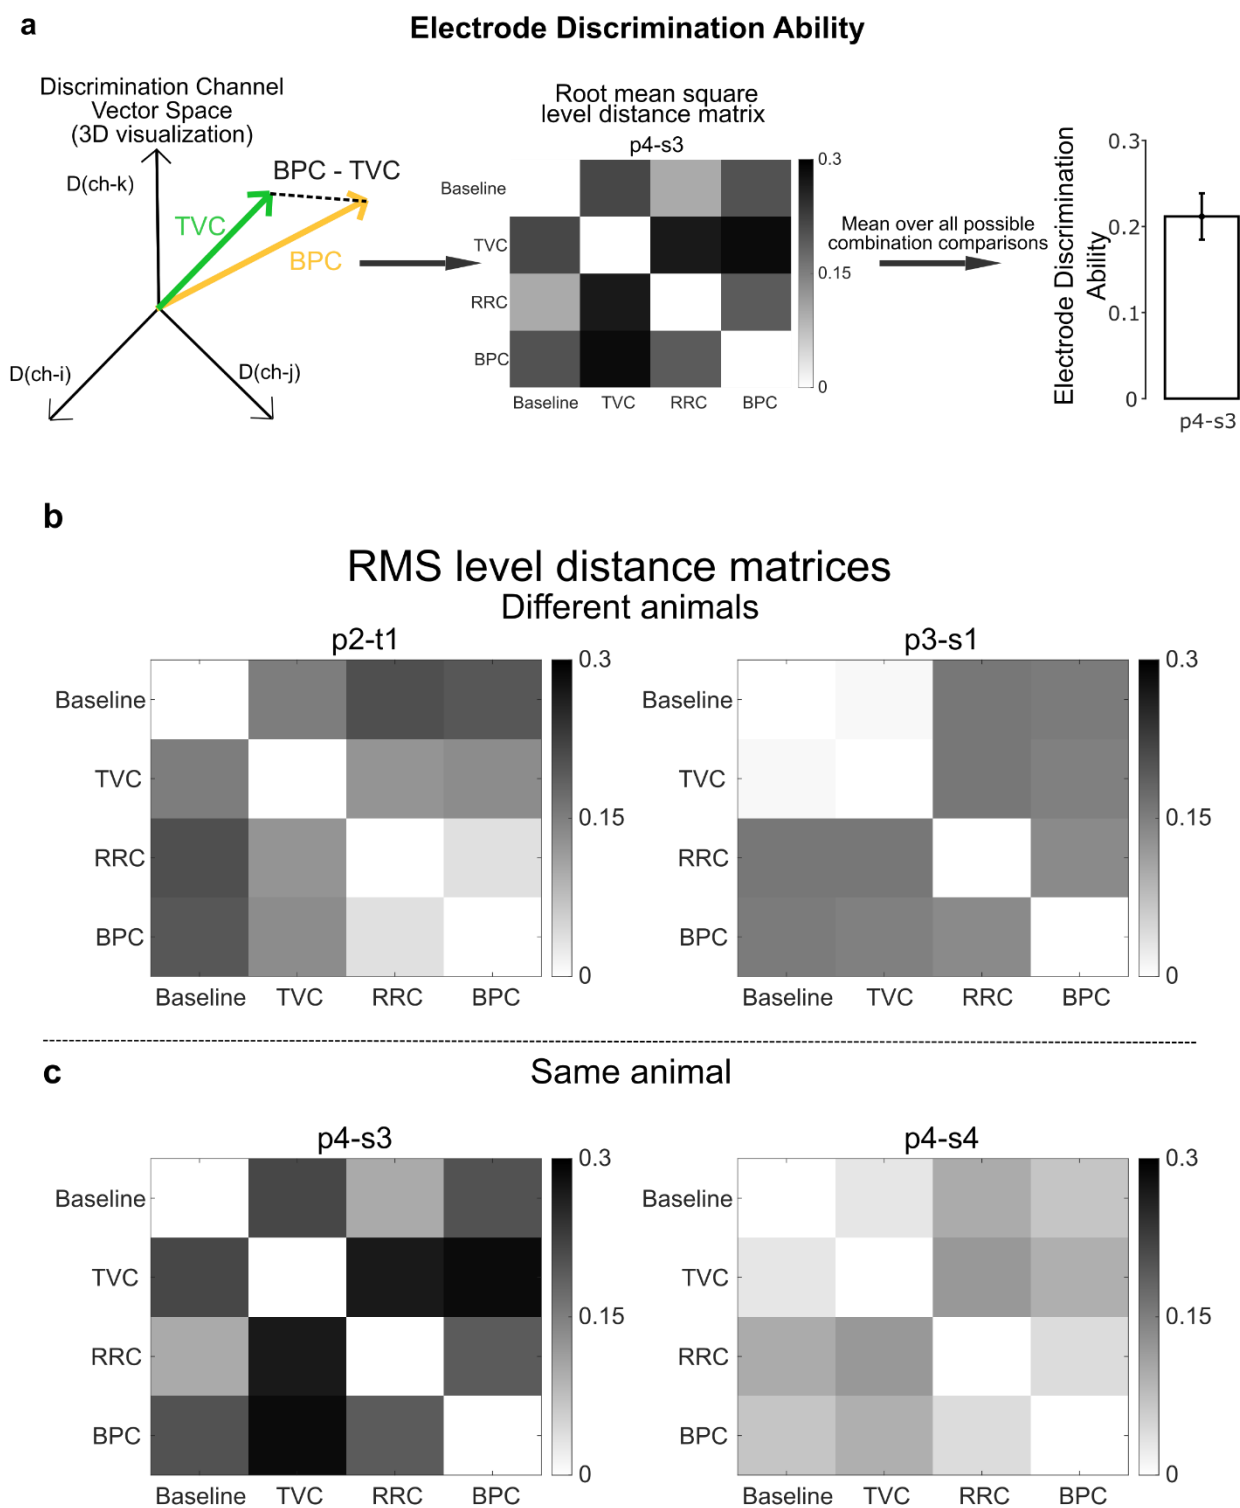 a
Electrode Discrimination Ability
Discrimination Channel
Vector Space
(3D visualization)
D(ch-k)
BPC - TVC
TVC
BPC
D(ch-i)
D(ch-j)
Root mean square
level distance matrix
p4-s3
Baseline
TVC
RRC
BPC
Baseline TVC RRC BPC
0.3
0.15
0
Mean over all possible
combination comparisons
Electrode Discrimination
Ability
0.3
0.2
0.1
0
p4-s3
b
RMS level distance matrices
Different animals
p2-t1
Baseline
TVC
RRC
BPC
Baseline TVC RRC BPC
0.3
0.15
0
p3-s1
Baseline
TVC
RRC
BPC
Baseline TVC RRC BPC
0.3
0.15
0
c
Same animal
p4-s3
Baseline
TVC
RRC
BPC
Baseline TVC RRC BPC
0.3
0.15
0
p4-s4
Baseline
TVC
RRC
BPC
Baseline TVC RRC BPC
0.3
0.15
0